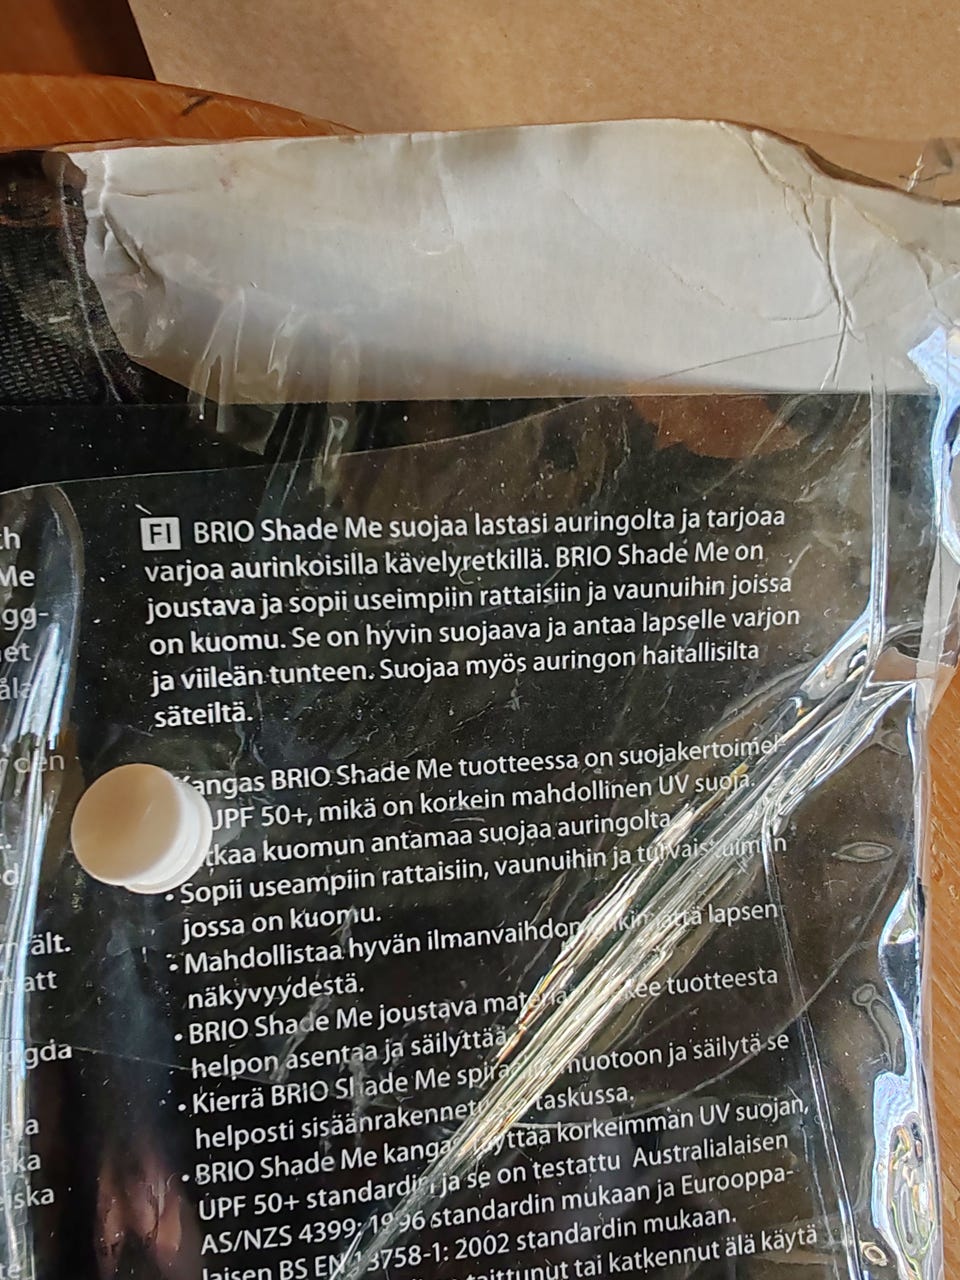 FI BRIO Shade Me suojaa lastasi auringolta ja tarjoaa
varjoa aurinkoisilla kävelyretkillä. BRIO Shade Me on
joustava ja sopii useimpiin rattaisiin ja vaunuihin joissa
on kuomu. Se on hyvin suojaava ja antaa lapselle varjon
ja viileän tunteen. Suojaa myös auringon haitallisilta
säteiltä.
Kangas BRIO Shade Me tuotteessa on suojakertoimel-
UPF 50+, mikä on korkein mahdollinen UV suoja.
kuomun antamaa suojaa auringolta
• Sopii useampiin rattaisiin, vaunuihin ja
jossa on kuomu.
• Mahdollistaa hyvän ilmanvaihdon lapsen
näkyvyydestä.
• BRIO Shade Me joustava tuotteesta
helpon asentaa ja säilyttää
• Kierrä BRIO Shade Me muotoon ja säilytä se
helposti taskussa.
• BRIO Shade Me kangas täyttää korkeimman UV suojan,
UPF 50+ standardin ja se on testattu Australialaisen
AS/NZS 4399: 1996 standardin mukaan ja Eurooppa-
laisen BS EN 13758-1: 2002 standardin mukaan.
taittunut tai katkennut älä käytä